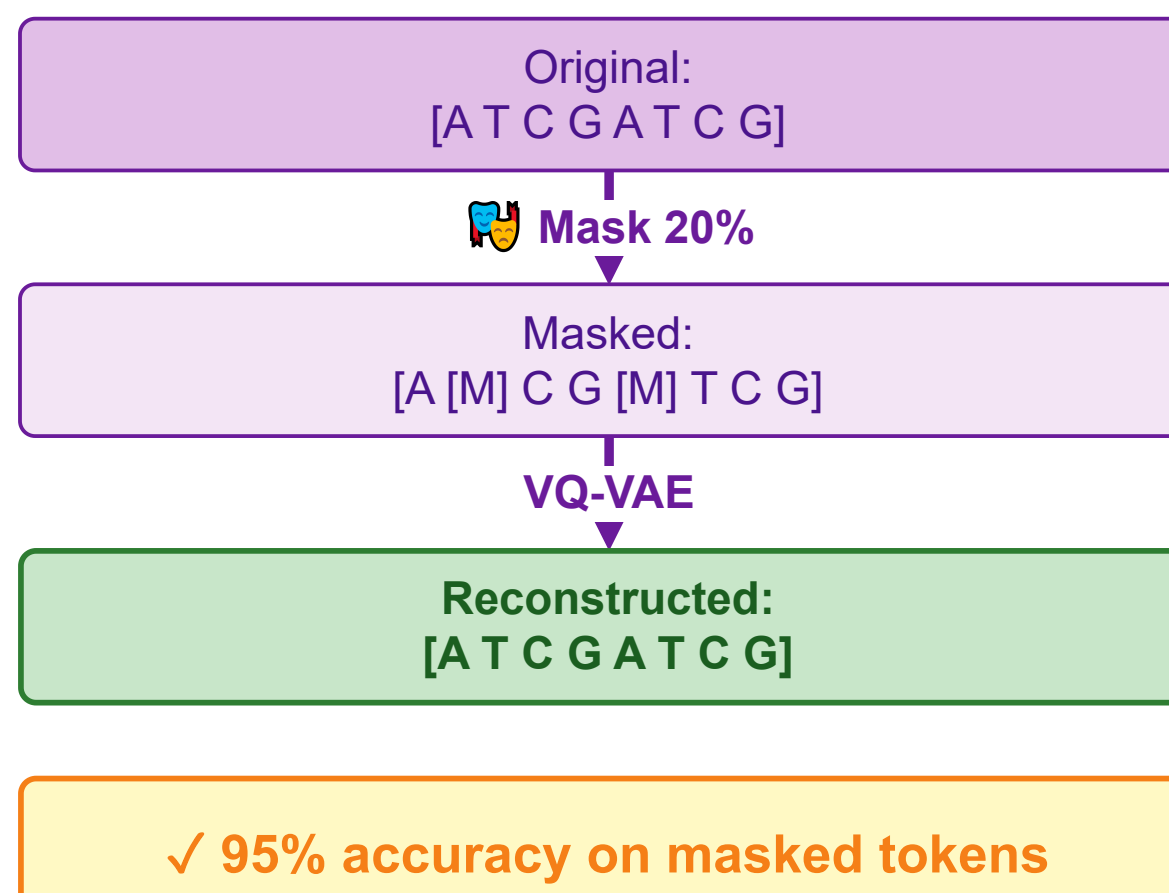 Original:
[A T C G A T C G]
🎭 Mask 20%
Masked:
[A [M] C G [M] T C G]
VQ-VAE
Reconstructed:
[A T C G A T C G]
✓ 95% accuracy on masked tokens